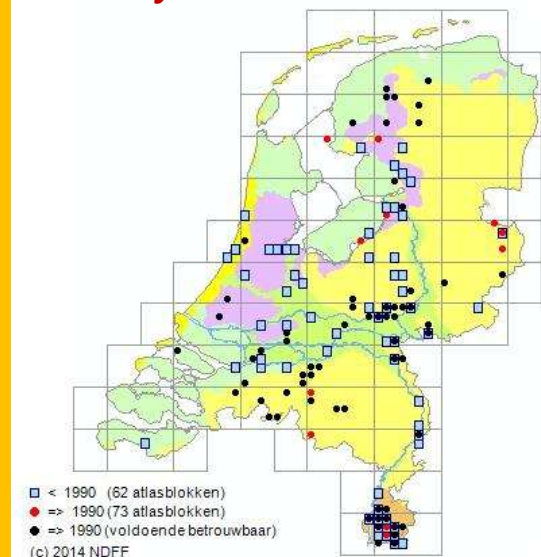 < 1990 (62 atlasblokken)
=> 1990 (73 atlasblokken)
=> 1990 (voldoende betrouwbaar)
(c) 2014 NDFF